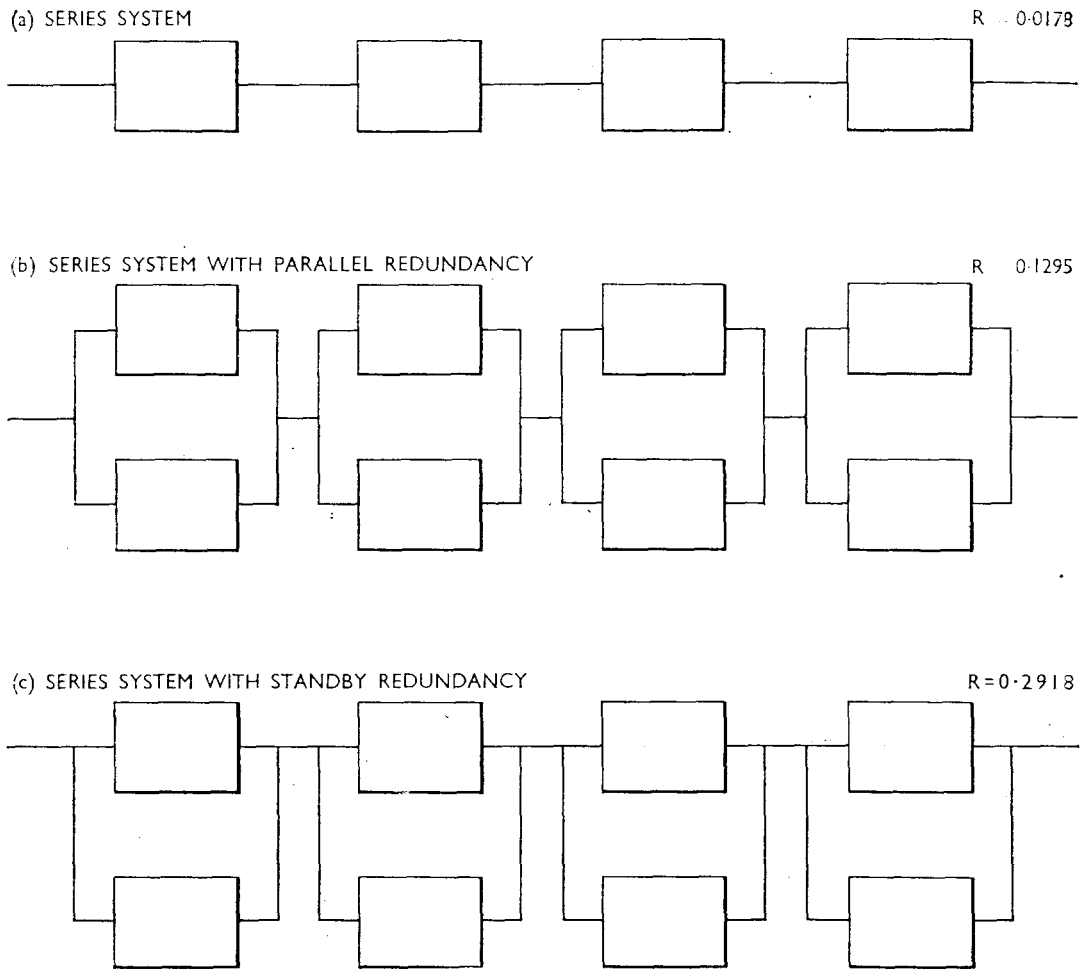 (a) SERIES SYSTEM R 0·0178
(b) SERIES SYSTEM WITH PARALLEL REDUNDANCY R 0·1295
(c) SERIES SYSTEM WITH STANDBY REDUNDANCY R=0·2918